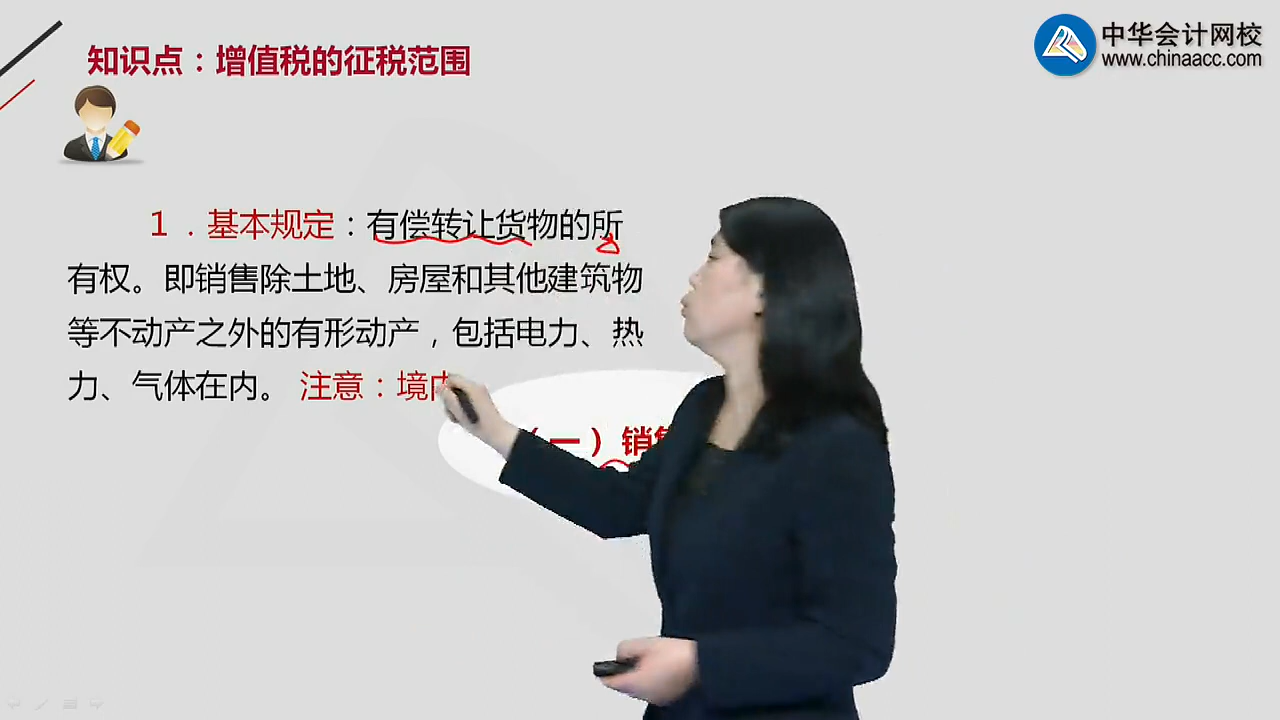 知识点：增值税的征税范围
中华会计网校
www.chinaacc.com
1．基本规定：有偿转让货物的所
有权。即销售除土地、房屋和其他建筑物
等不动产之外的有形动产，包括电力、热
力、气体在内。 注意：境内
（一）销售